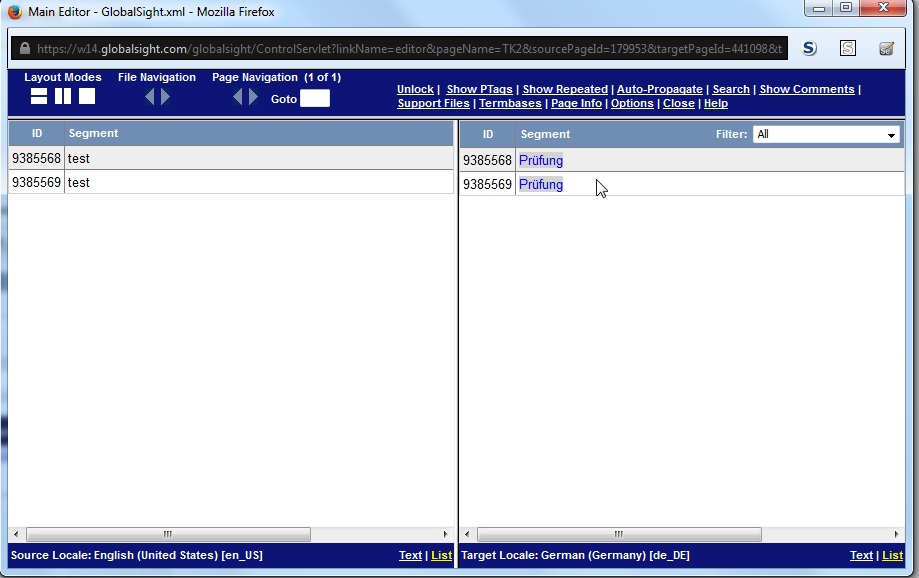 Main Editor - GlobalSight.xml - Mozilla Firefox
https://w14.globalsight.com/globalsight/ControlServlet?linkName=editor&pageName=TK2&sourcePageId=179953&targetPageId=441098&t
S S Sc
Layout Modes File Navigation Page Navigation (1 of 1)
Goto
Unlock | Show PTags | Show Repeated | Auto-Propagate | Search | Show Comments |
Support Files | Termbases | Page Info | Options | Close | Help
ID Segment
9385568 test
9385569 test
ID Segment Filter: All
9385568 Prüfung
9385569 Prüfung
Source Locale: English (United States) [en_US] Text | List
Target Locale: German (Germany) [de_DE] Text | List